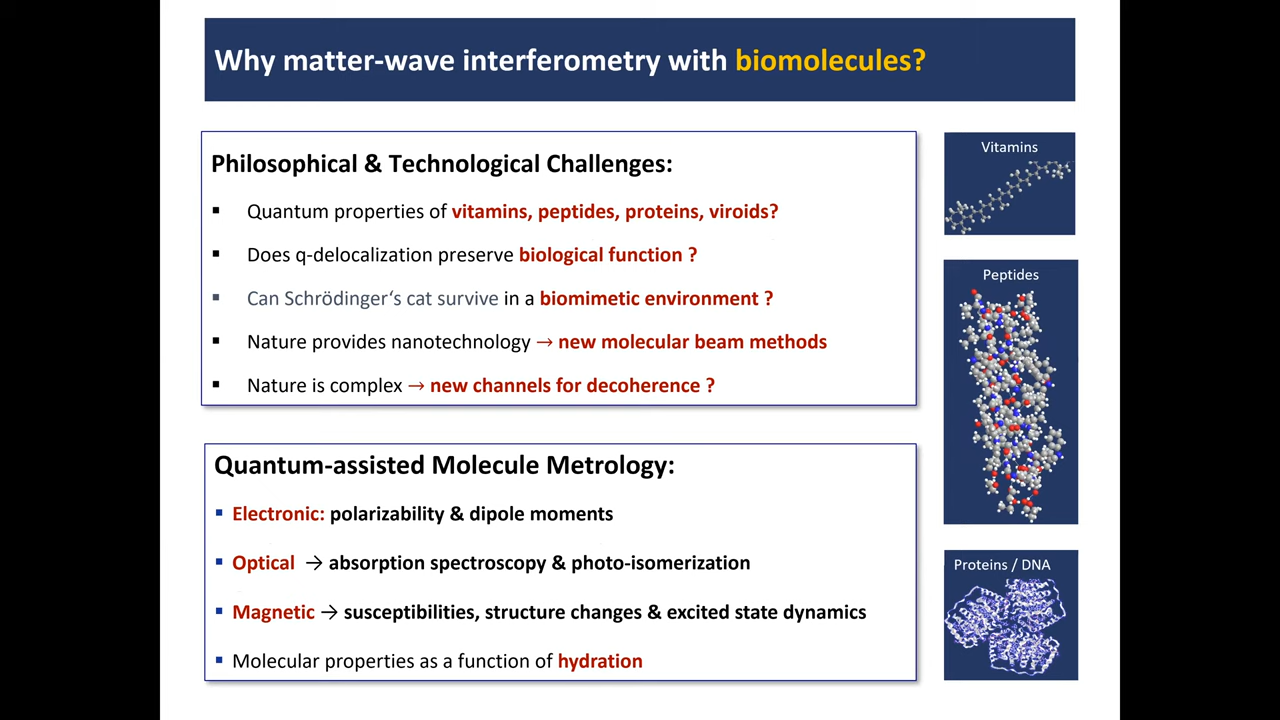 Why matter-wave interferometry with biomolecules?
Philosophical & Technological Challenges:
▪ Quantum properties of vitamins, peptides, proteins, viroids?
▪ Does q-delocalization preserve biological function ?
▪ Can Schrödinger‘s cat survive in a biomimetic environment ?
▪ Nature provides nanotechnology → new molecular beam methods
▪ Nature is complex → new channels for decoherence ?
Quantum-assisted Molecule Metrology:
▪ Electronic: polarizability & dipole moments
▪ Optical → absorption spectroscopy & photo-isomerization
▪ Magnetic → susceptibilities, structure changes & excited state dynamics
▪ Molecular properties as a function of hydration
Vitamins
Peptides
Proteins / DNA